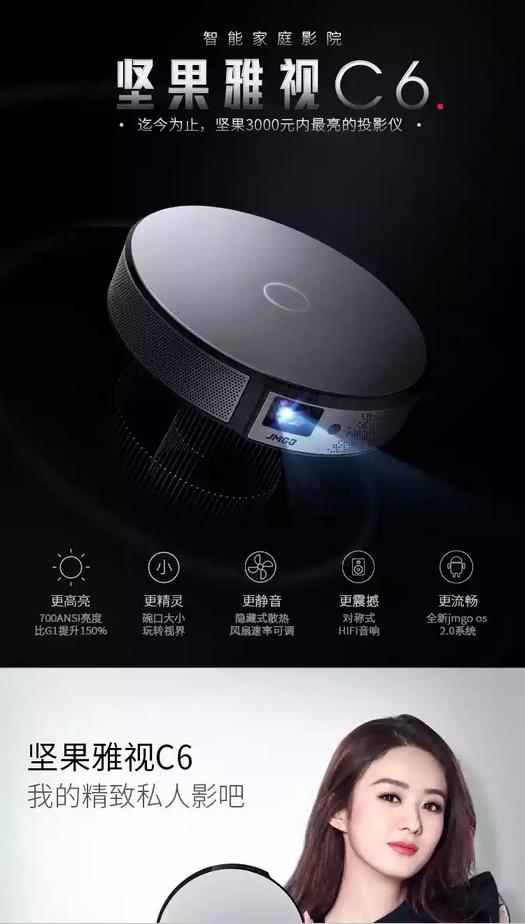 智能家庭影院
坚果雅视C6.
• 迄今为止，坚果3000元内最亮的投影仪 •
JMGO
小
更高亮
700ANSI亮度
比G1提升150%
更精灵
碗口大小
玩转视界
更静音
隐藏式散热
风扇速率可调
更震撼
对称式
HIFI音响
更流畅
全新jmgo os
2.0系统
坚果雅视C6
我的精致私人影吧